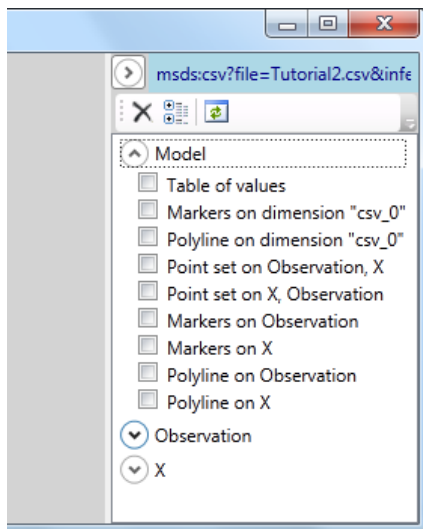 msds:csv?file=Tutorial2.csv&infe
Model
Table of values
Markers on dimension "csv_0"
Polyline on dimension "csv_0"
Point set on Observation, X
Point set on X, Observation
Markers on Observation
Markers on X
Polyline on Observation
Polyline on X
Observation
X